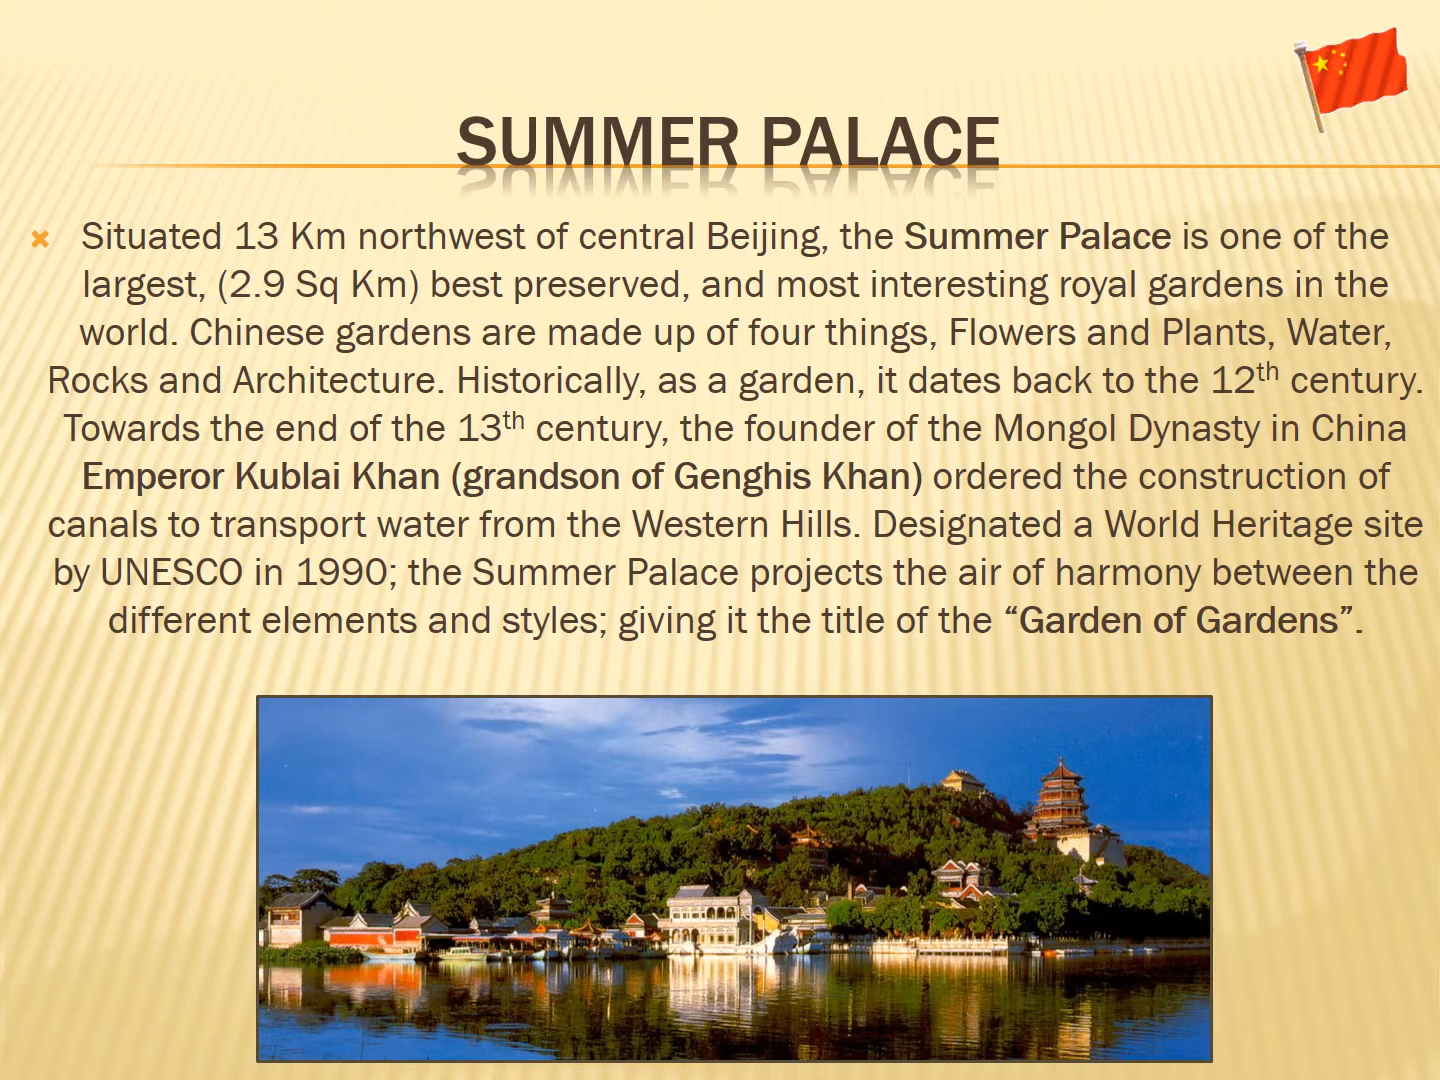 SUMMER PALACE
Situated 13 Km northwest of central Beijing, the Summer Palace is one of the
largest, (2.9 Sq Km) best preserved, and most interesting royal gardens in the
world. Chinese gardens are made up of four things, Flowers and Plants, Water,
Rocks and Architecture. Historically, as a garden, it dates back to the 12th century.
Towards the end of the 13th century, the founder of the Mongol Dynasty in China
Emperor Kublai Khan (grandson of Genghis Khan) ordered the construction of
canals to transport water from the Western Hills. Designated a World Heritage site
by UNESCO in 1990; the Summer Palace projects the air of harmony between the
different elements and styles; giving it the title of the “Garden of Gardens”.